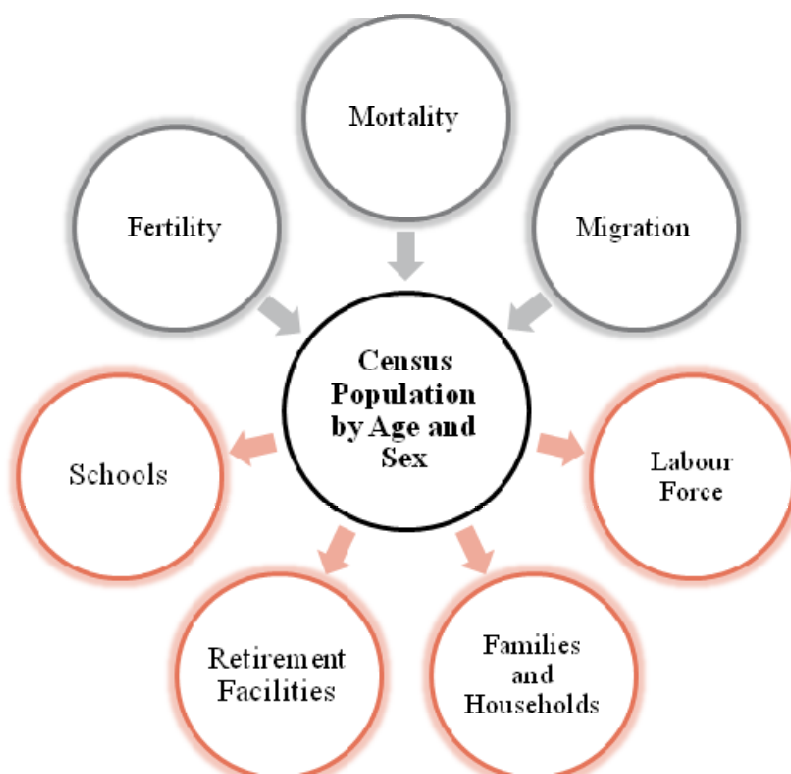 Mortality
Fertility
Migration
Census
Population
by Age and
Sex
Schools
Labour
Force
Retirement
Facilities
Families
and
Households